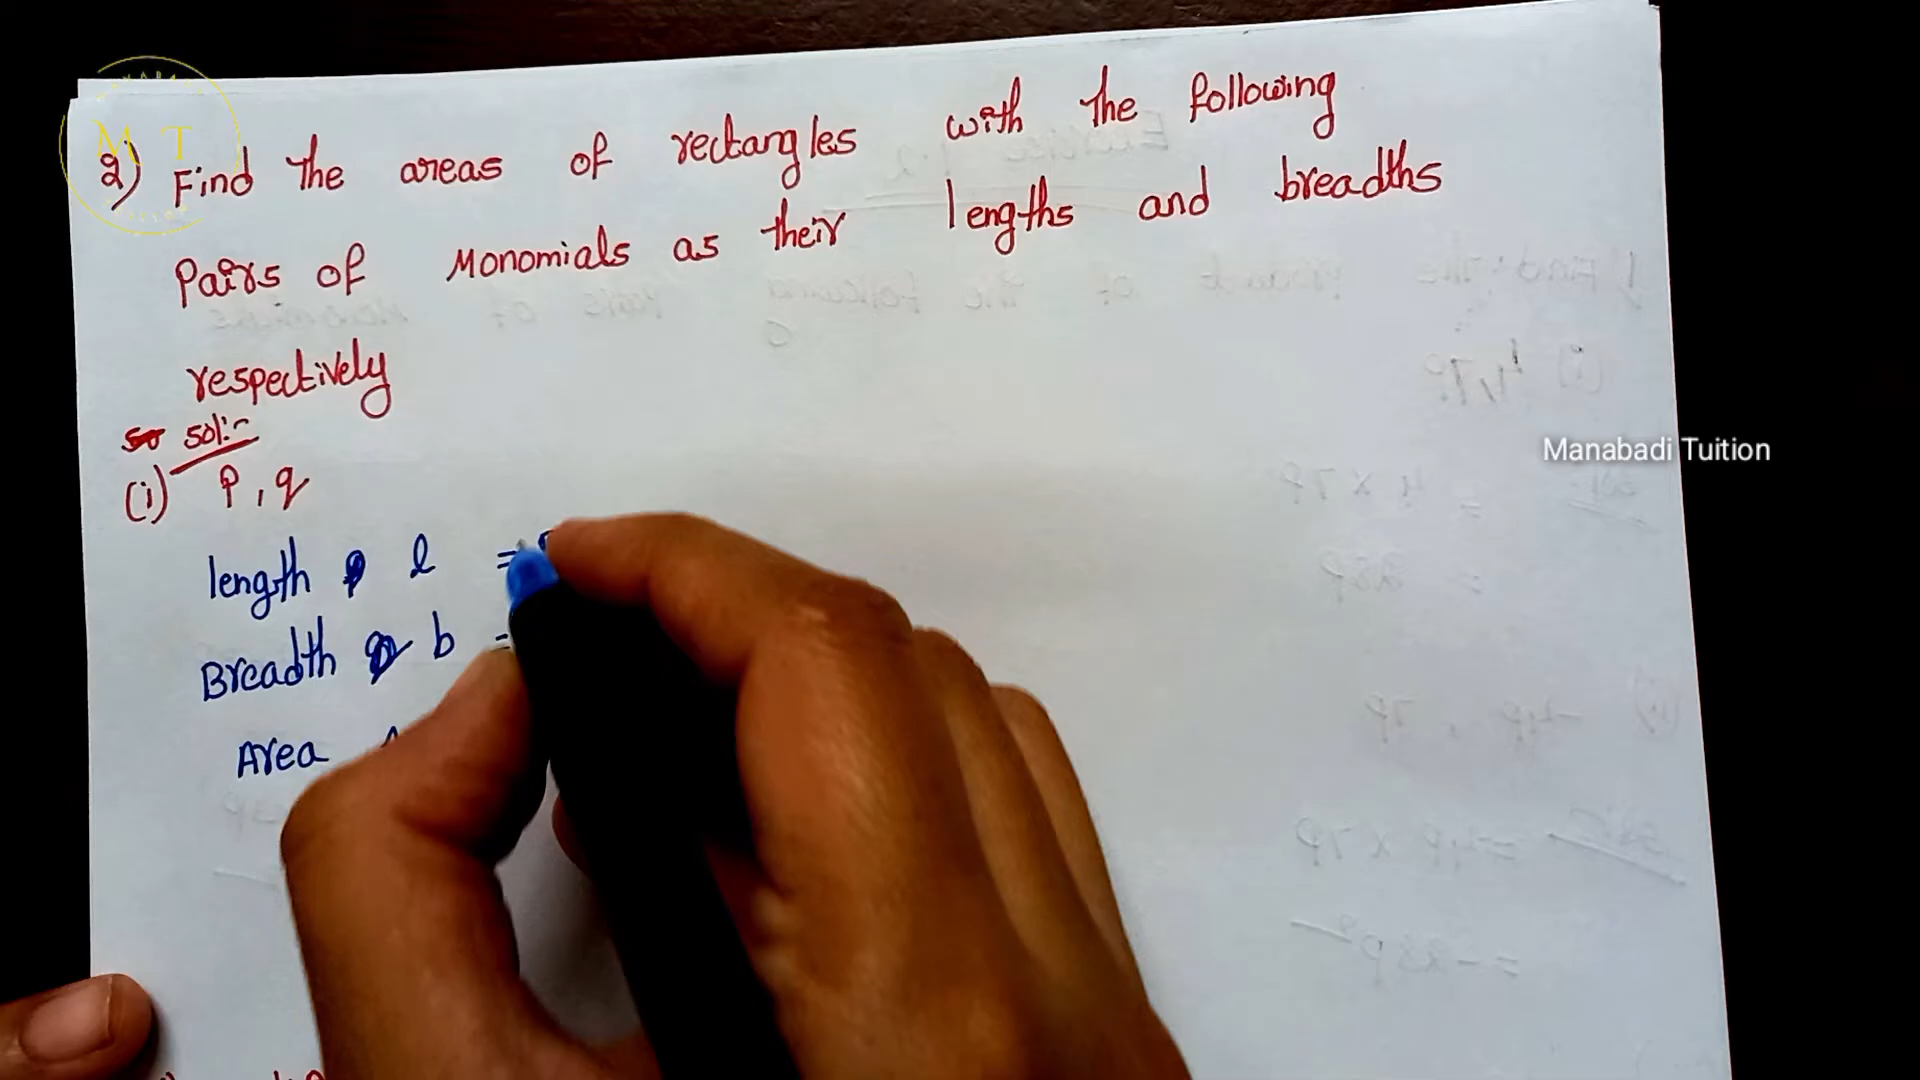 M T
2) Find the areas of rectangles with the following
Pairs of Monomials as their lengths and breadths
respectively
sol:-
(i) P, q
length l =
Breadth b =
Area
Manabadi Tuition